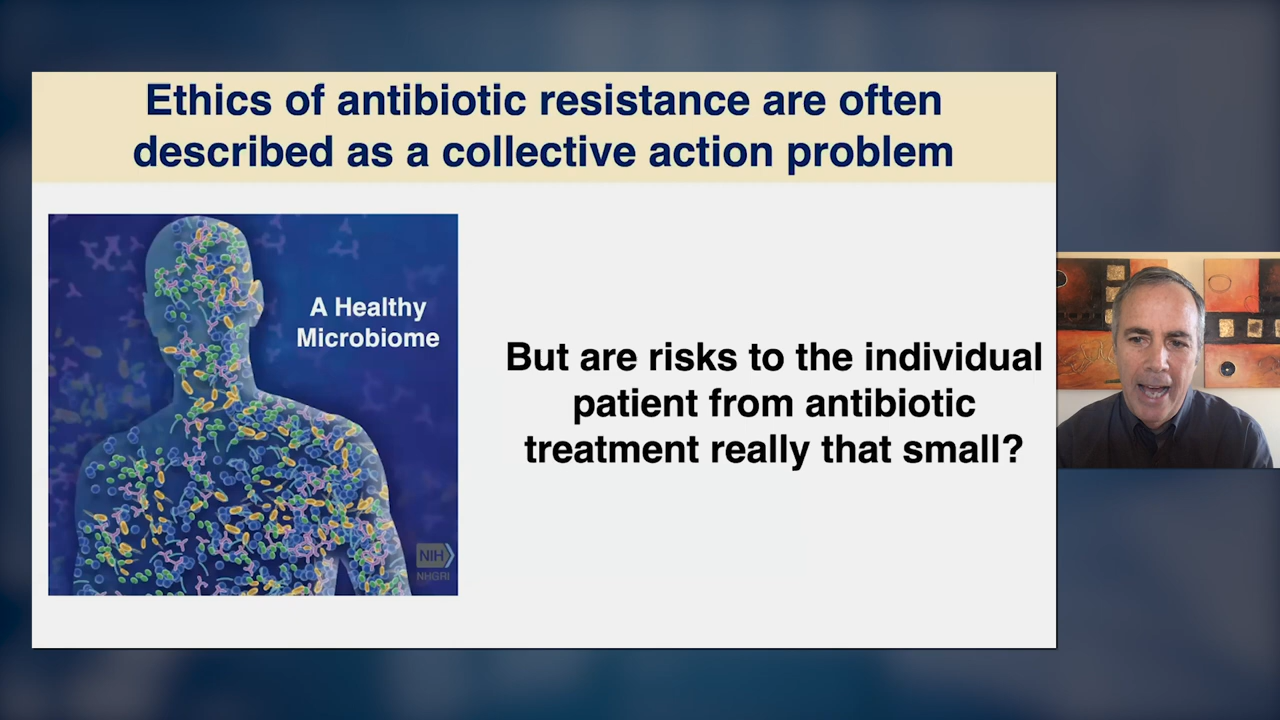 Ethics of antibiotic resistance are often
described as a collective action problem
A Healthy
Microbiome
NIH
NHGRI
But are risks to the individual
patient from antibiotic
treatment really that small?